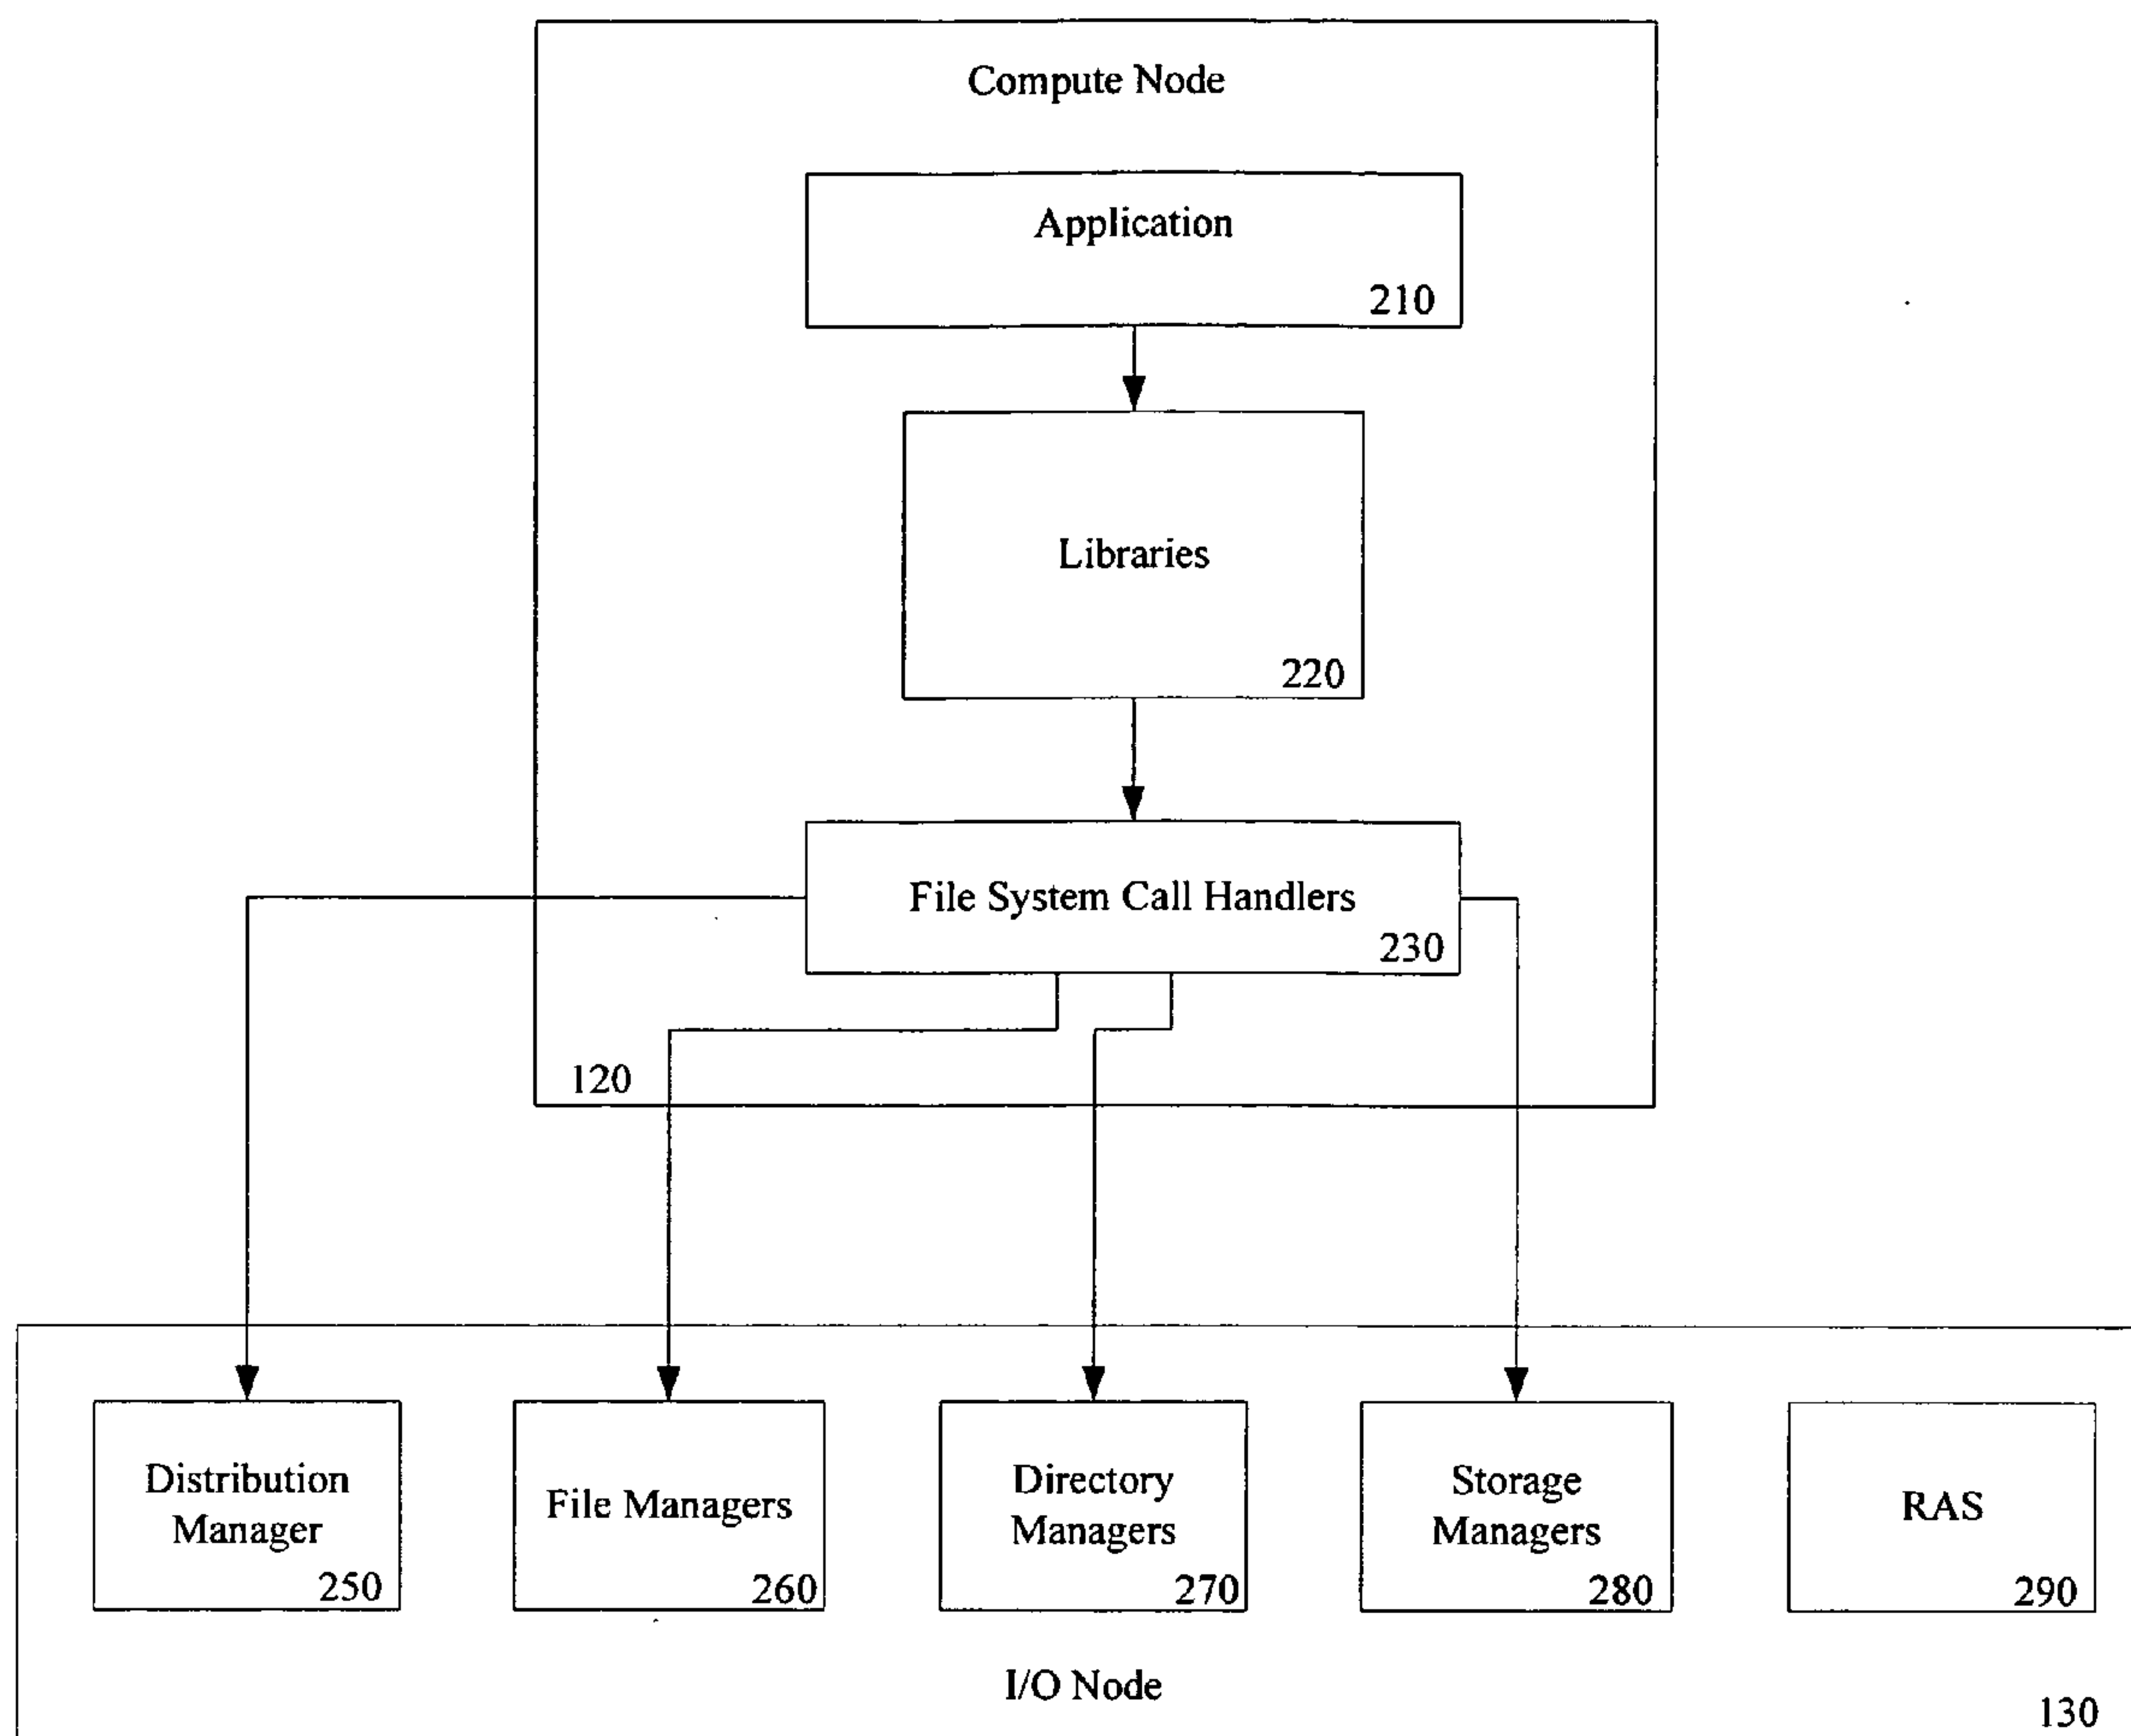 Compute Node
Application
210
Libraries
220
File System Call Handlers
230
120
Distribution
Manager
250
File Managers
260
Directory
Managers
270
Storage
Managers
280
RAS
290
I/O Node
130